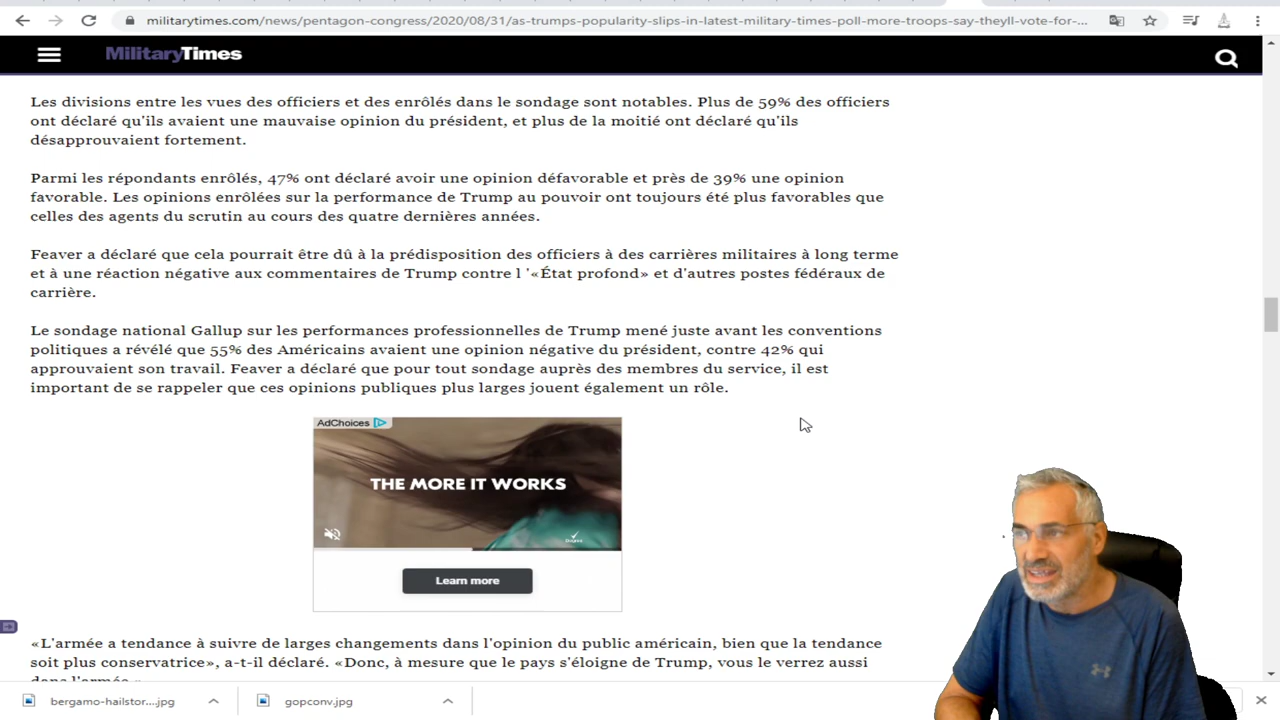 militarytimes.com/news/pentagon-congress/2020/08/31/as-trumps-popularity-slips-in-latest-military-times-poll-more-troops-say-theyll-vote-for-...
MilitaryTimes
Les divisions entre les vues des officiers et des enrôlés dans le sondage sont notables. Plus de 59% des officiers
ont déclaré qu'ils avaient une mauvaise opinion du président, et plus de la moitié ont déclaré qu'ils
désapprouvaient fortement.
Parmi les répondants enrôlés, 47% ont déclaré avoir une opinion défavorable et près de 39% une opinion
favorable. Les opinions enrôlées sur la performance de Trump au pouvoir ont toujours été plus favorables que
celles des agents du scrutin au cours des quatre dernières années.
Feaver a déclaré que cela pourrait être dû à la prédisposition des officiers à des carrières militaires à long terme
et à une réaction négative aux commentaires de Trump contre l '«État profond» et d'autres postes fédéraux de
carrière.
Le sondage national Gallup sur les performances professionnelles de Trump mené juste avant les conventions
politiques a révélé que 55% des Américains avaient une opinion négative du président, contre 42% qui
approuvaient son travail. Feaver a déclaré que pour tout sondage auprès des membres du service, il est
important de se rappeler que ces opinions publiques plus larges jouent également un rôle.
AdChoices
THE MORE IT WORKS
Learn more
«L'armée a tendance à suivre de larges changements dans l'opinion du public américain, bien que la tendance
soit plus conservatrice», a-t-il déclaré. «Donc, à mesure que le pays s'éloigne de Trump, vous le verrez aussi
dans l'armée.»
bergamo-hailstor....jpg
gopconv.jpg